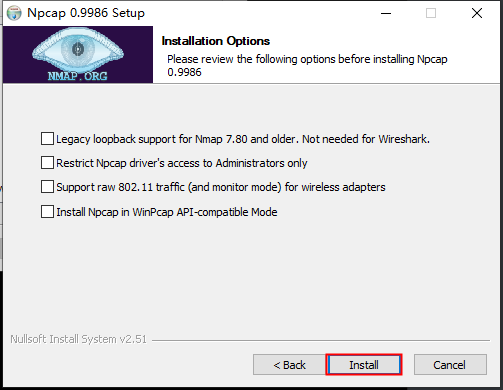 Npcap 0.9986 Setup
NMAP.ORG
Installation Options
Please review the following options before installing Npcap
0.9986
Legacy loopback support for Nmap 7.80 and older. Not needed for Wireshark.
Restrict Npcap driver's access to Administrators only
Support raw 802.11 traffic (and monitor mode) for wireless adapters
Install Npcap in WinPcap API-compatible Mode
Nullsoft Install System v2.51
< Back
Install
Cancel